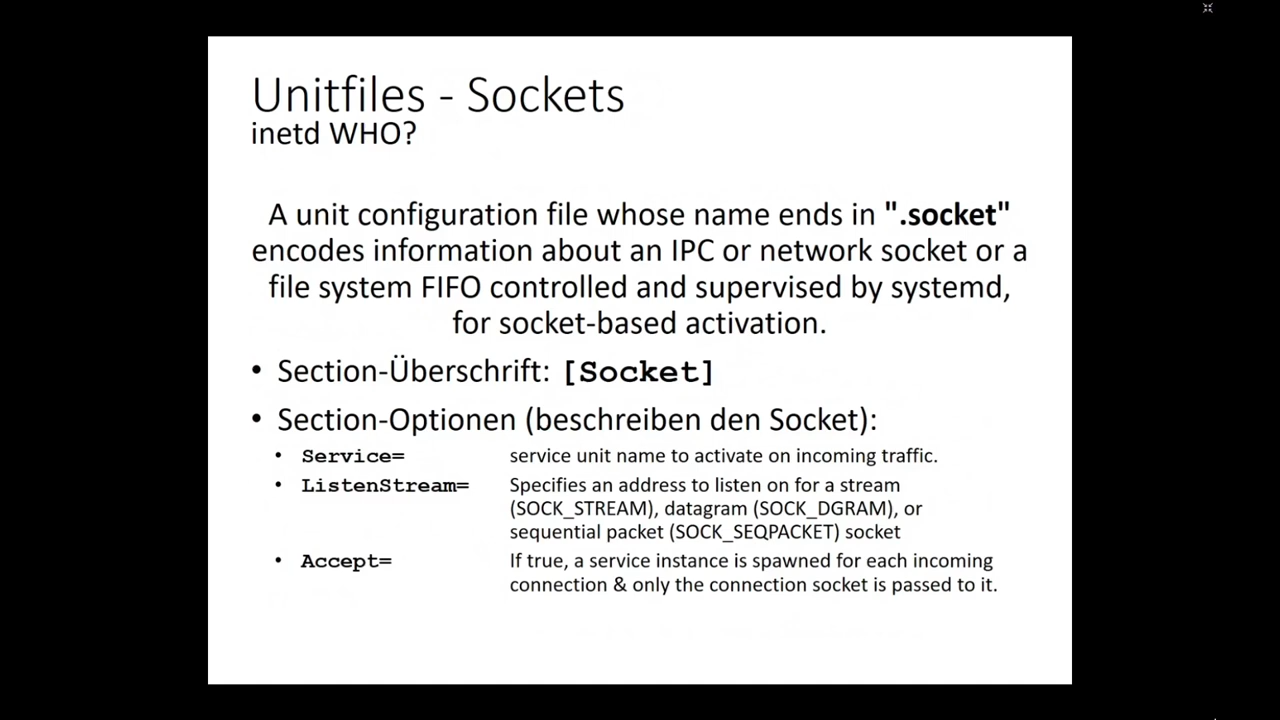 Unitfiles - Sockets
inetd WHO?
A unit configuration file whose name ends in ".socket"
encodes information about an IPC or network socket or a
file system FIFO controlled and supervised by systemd,
for socket-based activation.
• Section-Überschrift: [Socket]
• Section-Optionen (beschreiben den Socket):
• Service= service unit name to activate on incoming traffic.
• ListenStream= Specifies an address to listen on for a stream
(SOCK_STREAM), datagram (SOCK_DGRAM), or
sequential packet (SOCK_SEQPACKET) socket
• Accept= If true, a service instance is spawned for each incoming
connection & only the connection socket is passed to it.